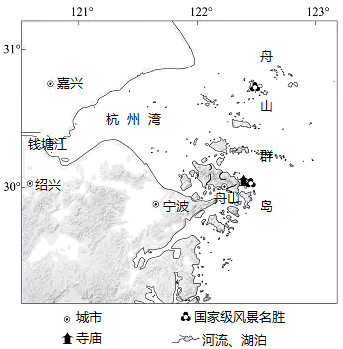 121°
122°
123°
31°
30°
嘉兴
杭州湾
钱塘江
绍兴
宁波
舟山
舟山群岛
城市
国家级风景名胜
寺庙
河流、湖泊